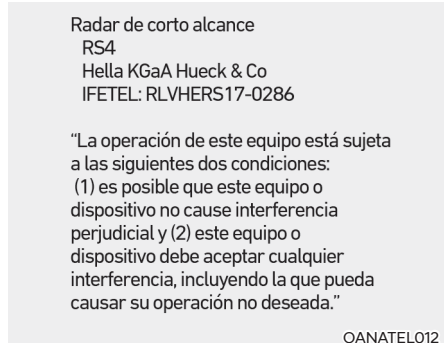 Radar de corto alcance
RS4
Hella KGaA Hueck & Co
IFETEL: RLVHERS17-0286
“La operación de este equipo está sujeta
a las siguientes dos condiciones:
(1) es posible que este equipo o
dispositivo no cause interferencia
perjudicial y (2) este equipo o
dispositivo debe aceptar cualquier
interferencia, incluyendo la que pueda
causar su operación no deseada.”
OANATEL012